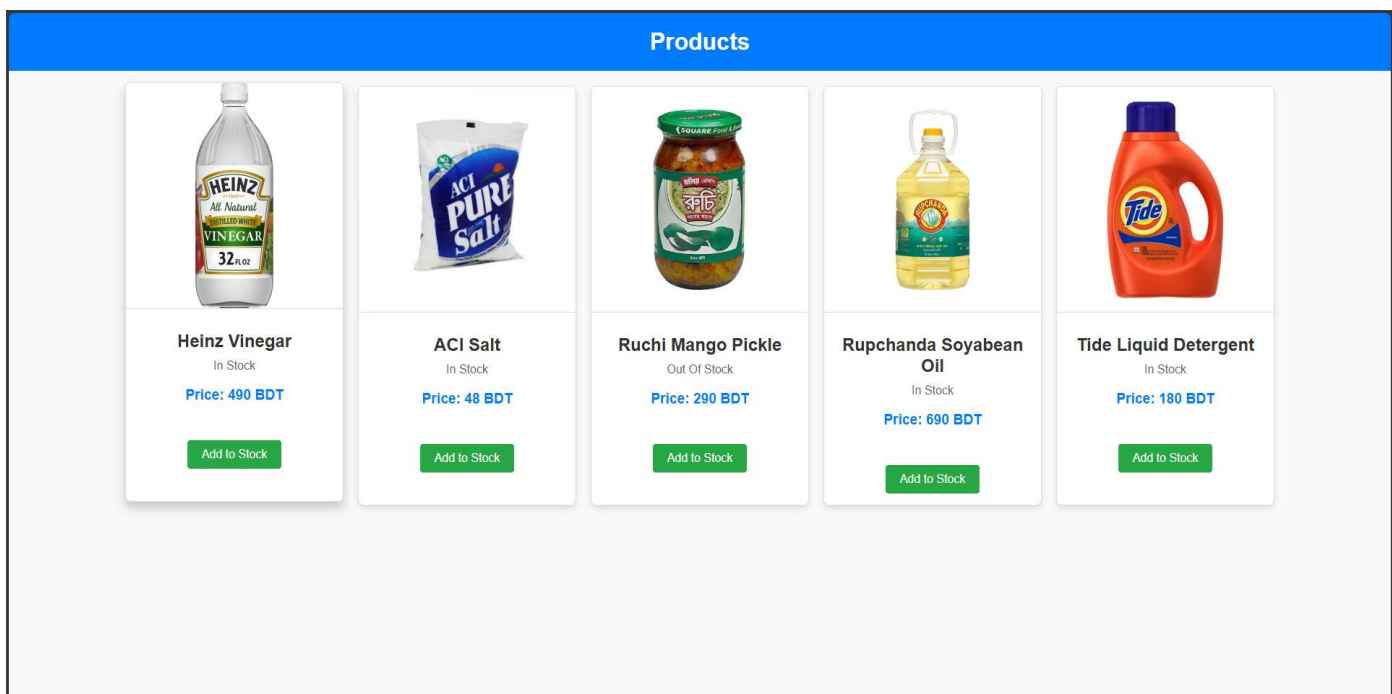 Products
HEINZ
All Natural
DISTILLED WHITE
VINEGAR
32 FL OZ
Heinz Vinegar
In Stock
Price: 490 BDT
Add to Stock
ACI
PURE
Salt
ACI Salt
In Stock
Price: 48 BDT
Add to Stock
SQUARE Food &
রুচি
Ruchi Mango Pickle
Out Of Stock
Price: 290 BDT
Add to Stock
RUPCHANDA
Rupchanda Soyabean
Oil
In Stock
Price: 690 BDT
Add to Stock
Tide
Tide Liquid Detergent
In Stock
Price: 180 BDT
Add to Stock